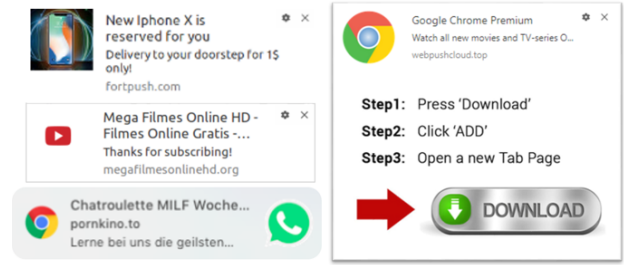 New Iphone X is
reserved for you
Delivery to your doorstep for 1$
only!
fortpush.com
Mega Filmes Online HD -
Filmes Online Gratis -...
Thanks for subscribing!
megafilmesonlinehd.org
Chatroulette MILF Woche...
pornkino.to
Lerne bei uns die geilsten...
Google Chrome Premium
Watch all new movies and TV-series O...
webpushcloud.top
Step1: Press ‘Download’
Step2: Click ‘ADD’
Step3: Open a new Tab Page
DOWNLOAD